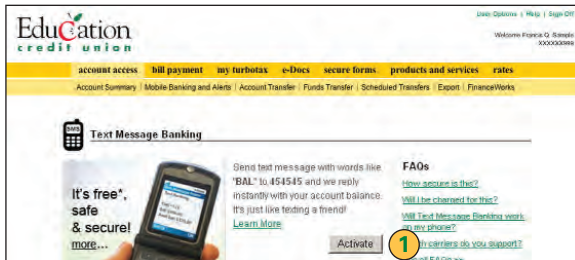 User Options | Help | Sign Off
Education
credit union
Welcome Francis Q. Sample
account access bill payment my turbotax e-Docs secure forms products and services rates
Account Summary | Mobile Banking and Alerts | Account Transfer | Funds Transfer | Scheduled Transfers | Export | FinanceWorks
SMS
Text Message Banking
It's free*,
safe
& secure!
more...
Send text message with words like
"BAL" to 454545 and we reply
instantly with your account balance.
It's just like texting a friend!
Learn More
Activate
1
FAQs
How secure is this?
Will I be charged for this?
Will Text Message Banking work
on my phone?
carriers do you support?